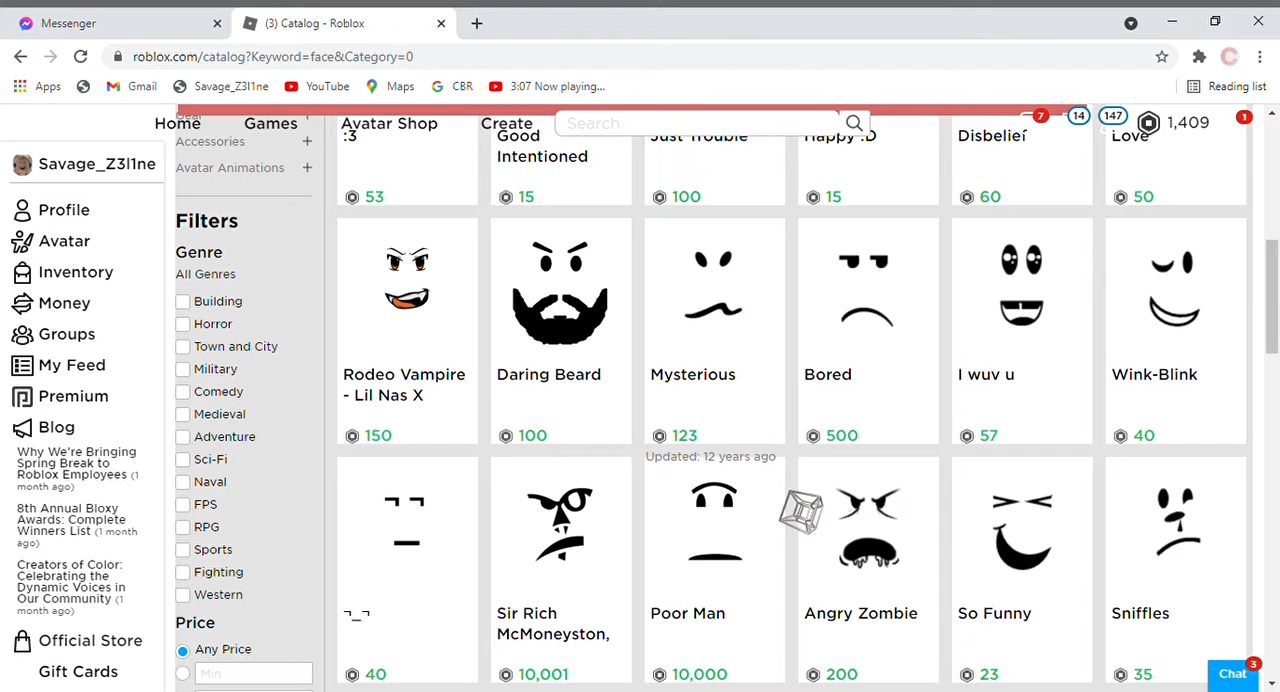 Messenger
(3) Catalog - Roblox
roblox.com/catalog?Keyword=face&Category=0
Apps
Gmail
Savage_Z3l1ne
YouTube
Maps
CBR
3:07 Now playing...
Reading list
Home
Games
Avatar Shop
Create
Search
7
14
147
1,409
1
Savage_Z3l1ne
Profile
Avatar
Inventory
Money
Groups
My Feed
Premium
Blog
Why We're Bringing
Spring Break to
Roblox Employees (1
month ago)
8th Annual Bloxy
Awards: Complete
Winners List (1 month
ago)
Creators of Color:
Celebrating the
Dynamic Voices in
Our Community (1
month ago)
Official Store
Gift Cards
Gear
Accessories +
Avatar Animations +
Filters
Genre
All Genres
Building
Horror
Town and City
Military
Comedy
Medieval
Adventure
Sci-Fi
Naval
FPS
RPG
Sports
Fighting
Western
Price
Any Price
Min
:3
53
Good
Intentioned
15
Just Trouble
100
Happy :D
15
Disbelief
60
Love
50
Rodeo Vampire
- Lil Nas X
150
Daring Beard
100
Mysterious
123
Bored
500
I wuv u
57
Wink-Blink
40
¬_¬
40
Sir Rich
McMoneyston,
10,001
Updated: 12 years ago
Poor Man
10,000
Angry Zombie
200
So Funny
23
Sniffles
35
Chat
3